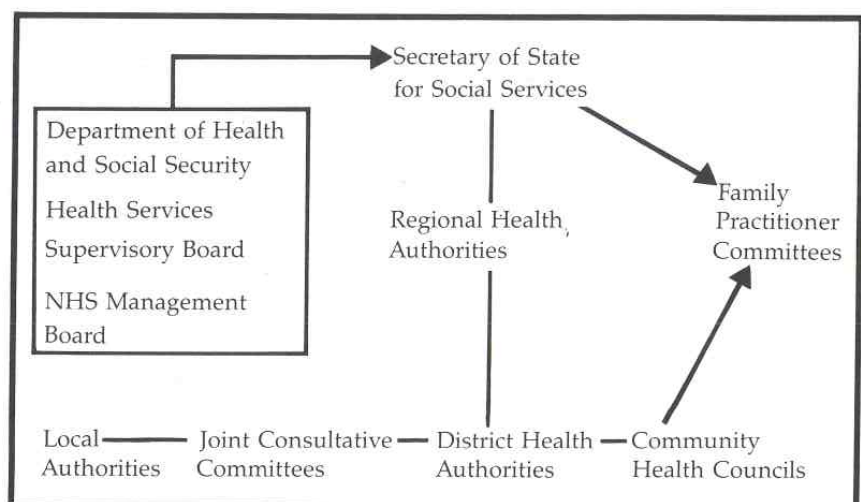 Secretary of State
for Social Services
Department of Health
and Social Security
Health Services
Supervisory Board
NHS Management
Board
Regional Health
Authorities
Family
Practitioner
Committees
Local
Authorities
Joint Consultative
Committees
District Health
Authorities
Community
Health Councils